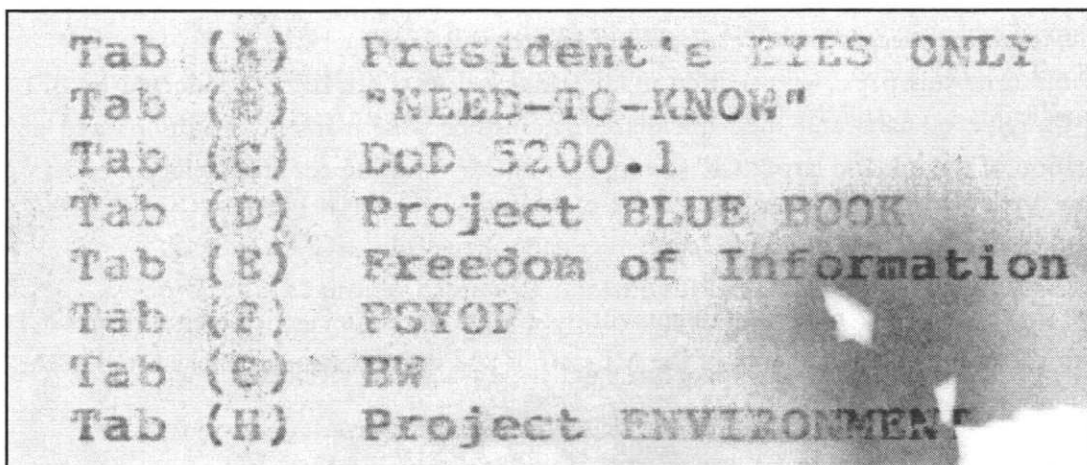 Tab (A) President's EYES ONLY
Tab (B) "NEED-TO-KNOW"
Tab (C) DoD 5200.1
Tab (D) Project BLUE BOOK
Tab (E) Freedom of Information
Tab (F) PSYOP
Tab (G) BW
Tab (H) Project ENVIRONMENT